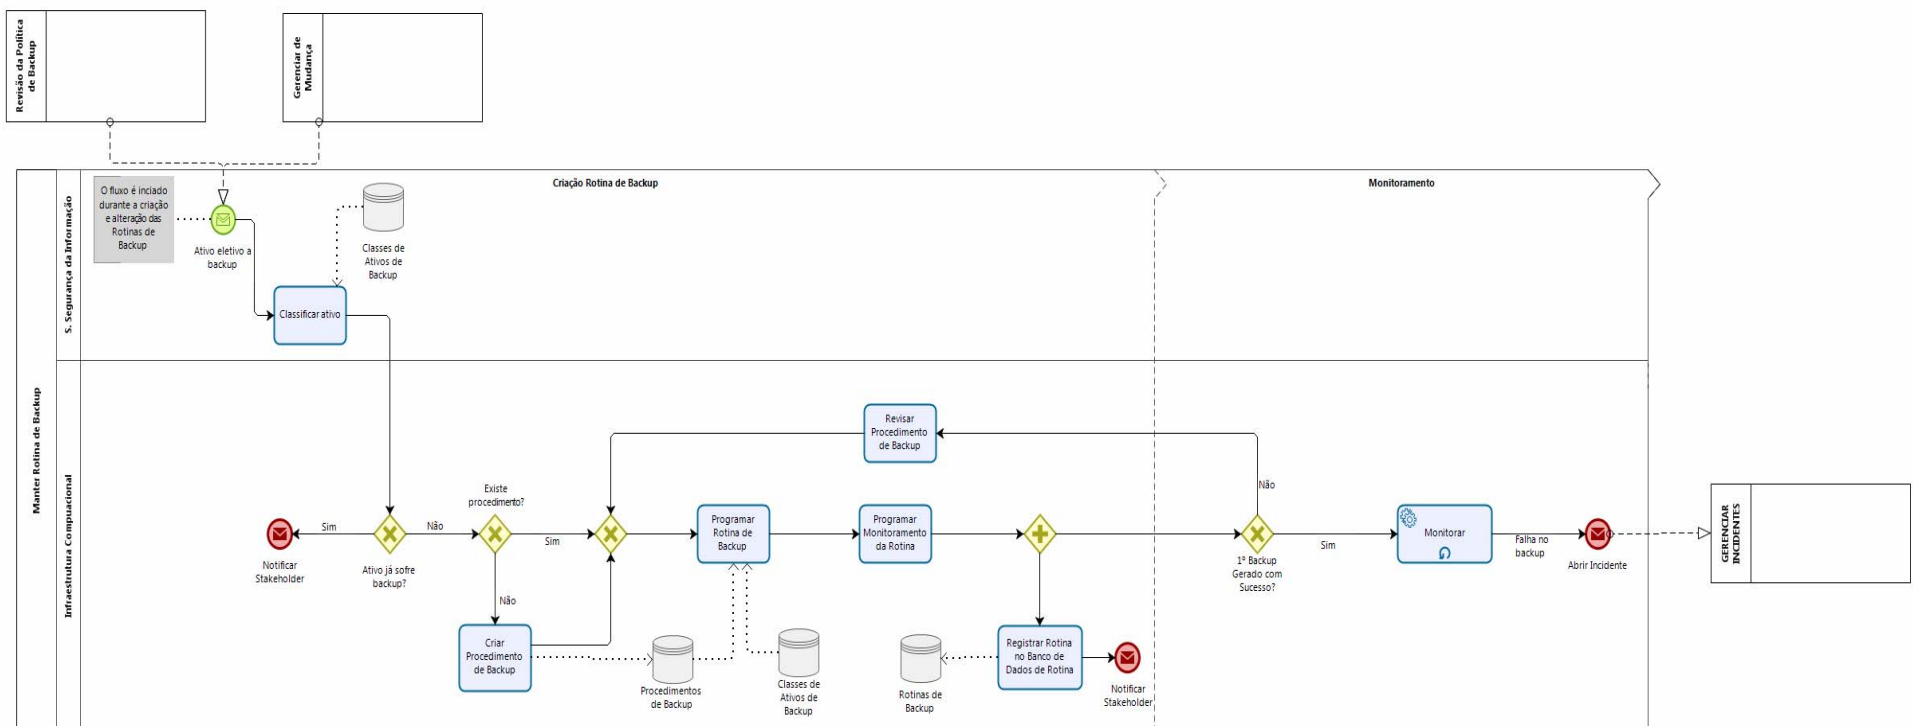 Revisão da Política
de Backup
Gerenciar de
Mudança
Manter Rotina de Backup
S. Segurança da Informação
Infraestrutura Compuacional
Criação Rotina de Backup
Monitoramento
O fluxo é inciado
durante a criação
e alteração das
Rotinas de
Backup
Ativo eletivo a
backup
Classes de
Ativos de
Backup
Classificar ativo
Revisar
Procedimento
de Backup
Existe
procedimento?
Não
Sim
Não
Sim
Notificar
Stakeholder
Ativo já sofre
backup?
Programar
Rotina de
Backup
Programar
Monitoramento
da Rotina
1º Backup
Gerado com
Sucesso?
Sim
Monitorar
Falha no
backup
Abrir Incidente
GERENCIAR
INCIDENTES
Não
Criar
Procedimento
de Backup
Procedimentos
de Backup
Classes de
Ativos de
Backup
Rotinas de
Backup
Registrar Rotina
no Banco de
Dados de Rotina
Notificar
Stakeholder